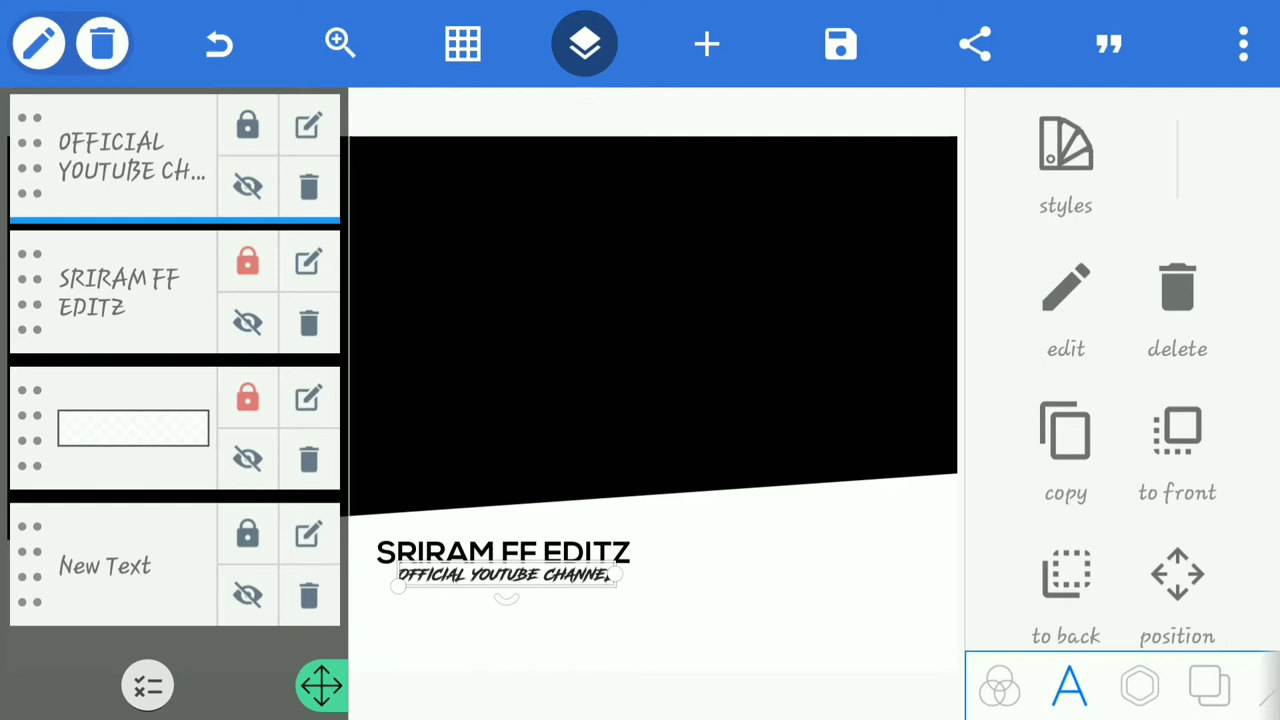 OFFICIAL
YOUTUBE CH...
SRIRAM FF
EDITZ
New Text
SRIRAM FF EDITZ
OFFICIAL YOUTUBE CHANNEL
styles
edit
delete
copy
to front
to back
position